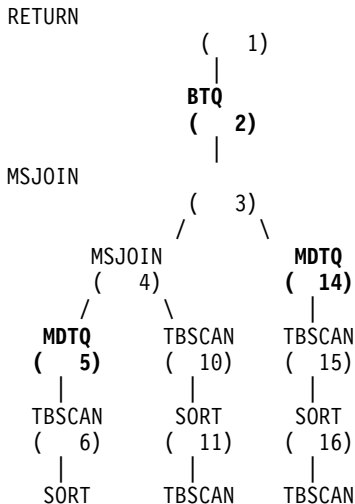 RETURN
( 1)
|
BTQ
( 2)
|
MSJOIN
( 3)
/ \
MSJOIN MDTQ
( 4) ( 14)
/ \ |
MDTQ TBSCAN TBSCAN
( 5) ( 10) ( 15)
| | |
TBSCAN SORT SORT
( 6) ( 11) ( 16)
| | |
SORT TBSCAN TBSCAN